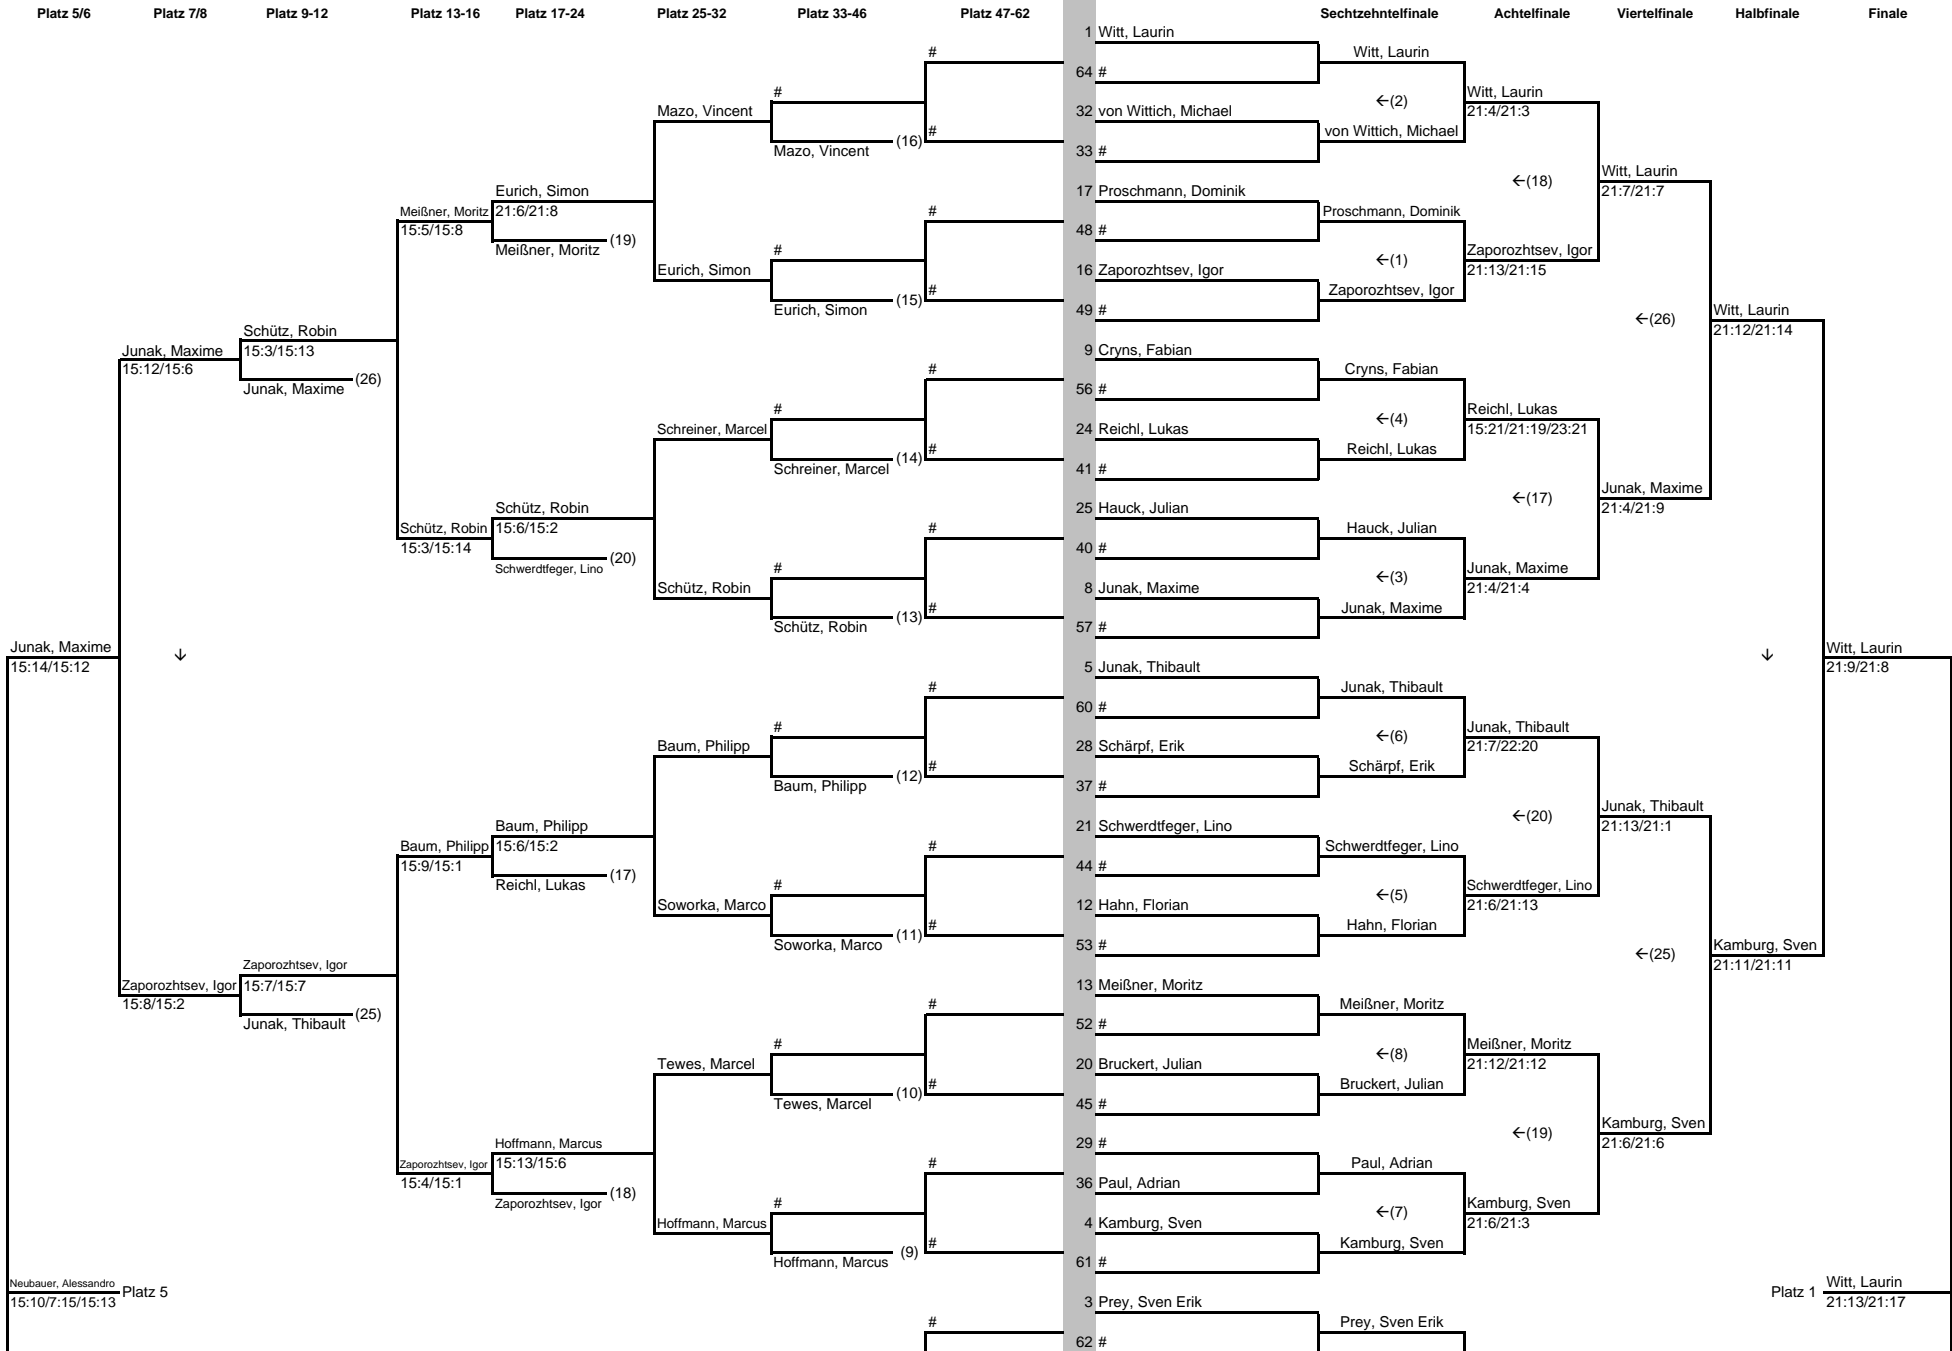 Platz 5/6 Platz 7/8 Platz 9-12 Platz 13-16 Platz 17-24 Platz 25-32 Platz 33-46 Platz 47-62 Sechtzehntelfinale Achtelfinale Viertelfinale Halbfinale Finale
1 Witt, Laurin
# Witt, Laurin
64 #
# Witt, Laurin
Mazo, Vincent ←(2) 21:4/21:3
32 von Wittich, Michael
(16) # von Wittich, Michael
Mazo, Vincent 33 #
Witt, Laurin
←(18) 21:7/21:7
Eurich, Simon 17 Proschmann, Dominik
Meißner, Moritz 21:6/21:8 # Proschmann, Dominik
15:5/15:8 48 #
Meißner, Moritz (19) # Zaporozhtsev, Igor
Eurich, Simon ←(1) 21:13/21:15
16 Zaporozhtsev, Igor
(15) # Zaporozhtsev, Igor
Eurich, Simon 49 #
Witt, Laurin
←(26) 21:12/21:14
Schütz, Robin
Junak, Maxime 15:3/15:13 9 Cryns, Fabian
15:12/15:6 # Cryns, Fabian
Junak, Maxime (26) 56 #
# Reichl, Lukas
Schreiner, Marcel ←(4) 15:21/21:19/23:21
24 Reichl, Lukas
(14) # Reichl, Lukas
Schreiner, Marcel 41 #
Junak, Maxime
←(17) 21:4/21:9
Schütz, Robin 25 Hauck, Julian
Schütz, Robin 15:6/15:2 # Hauck, Julian
15:3/15:14 40 #
Schwerdtfeger, Lino (20) # Junak, Maxime
Schütz, Robin ←(3) 21:4/21:4
8 Junak, Maxime
(13) # Junak, Maxime
Schütz, Robin 57 #
Junak, Maxime ↓ ↓ Witt, Laurin
15:14/15:12 21:9/21:8
5 Junak, Thibault
# Junak, Thibault
60 #
# Junak, Thibault
Baum, Philipp ←(6) 21:7/22:20
28 Schärpf, Erik
(12) # Schärpf, Erik
Baum, Philipp 37 #
Junak, Thibault
←(20) 21:13/21:1
Baum, Philipp 21 Schwerdtfeger, Lino
Baum, Philipp 15:6/15:2 # Schwerdtfeger, Lino
15:9/15:1 44 #
Reichl, Lukas (17) # Schwerdtfeger, Lino
Soworka, Marco ←(5) 21:6/21:13
12 Hahn, Florian
(11) # Hahn, Florian
Soworka, Marco 53 #
Kamburg, Sven
←(25) 21:11/21:11
Zaporozhtsev, Igor
Zaporozhtsev, Igor 15:7/15:7 13 Meißner, Moritz
15:8/15:2 # Meißner, Moritz
Junak, Thibault (25) 52 #
# Meißner, Moritz
Tewes, Marcel ←(8) 21:12/21:12
20 Bruckert, Julian
(10) # Bruckert, Julian
Tewes, Marcel 45 #
Kamburg, Sven
←(19) 21:6/21:6
Hoffmann, Marcus 29 #
Zaporozhtsev, Igor 15:13/15:6 # Paul, Adrian
15:4/15:1 36 Paul, Adrian
Zaporozhtsev, Igor (18) # Kamburg, Sven
Hoffmann, Marcus ←(7) 21:6/21:3
4 Kamburg, Sven
(9) # Kamburg, Sven
Hoffmann, Marcus 61 #
Neubauer, Alessandro Platz 5 Platz 1 Witt, Laurin
15:10/7:15/15:13 21:13/21:17
3 Prey, Sven Erik
# Prey, Sven Erik
62 #